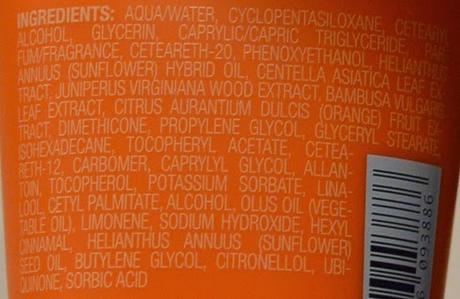 INGREDIENTS: AQUA/WATER, CYCLOPENTASILOXANE, CETEARYL
ALCOHOL, GLYCERIN, CAPRYLIC/CAPRIC TRIGLYCERIDE, PAR-
FUM/FRAGRANCE, CETEARETH-20, PHENOXYETHANOL, HELIANTHUS
ANNUUS (SUNFLOWER) HYBRID OIL, CENTELLA ASIATICA LEAF EX-
TRACT, JUNIPERUS VIRGINIANA WOOD EXTRACT, BAMBUSA VULGARIS
LEAF EXTRACT, CITRUS AURANTIUM DULCIS (ORANGE) FRUIT EX-
TRACT, DIMETHICONE, PROPYLENE GLYCOL, GLYCERYL STEARATE,
ISOHEXADECANE, TOCOPHERYL ACETATE, CETEA-
RETH-12, CARBOMER, CAPRYLYL GLYCOL, ALLAN-
TOIN, TOCOPHEROL, POTASSIUM SORBATE, LINA-
LOOL, CETYL PALMITATE, ALCOHOL, OLUS OIL (VEGE-
TABLE OIL), LIMONENE, SODIUM HYDROXIDE, HEXYL
CINNAMAL, HELIANTHUS ANNUUS (SUNFLOWER)
SEED OIL, BUTYLENE GLYCOL, CITRONELLOL, UBI-
QUINONE, SORBIC ACID
093886